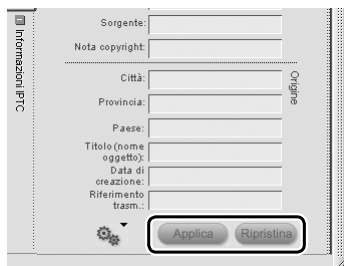 Informazioni IPTC
Sorgente:
Nota copyright:
Origine
Città:
Provincia:
Paese:
Titolo (nome
oggetto):
Data di
creazione:
Riferimento
trasm.:
Applica
Ripristina